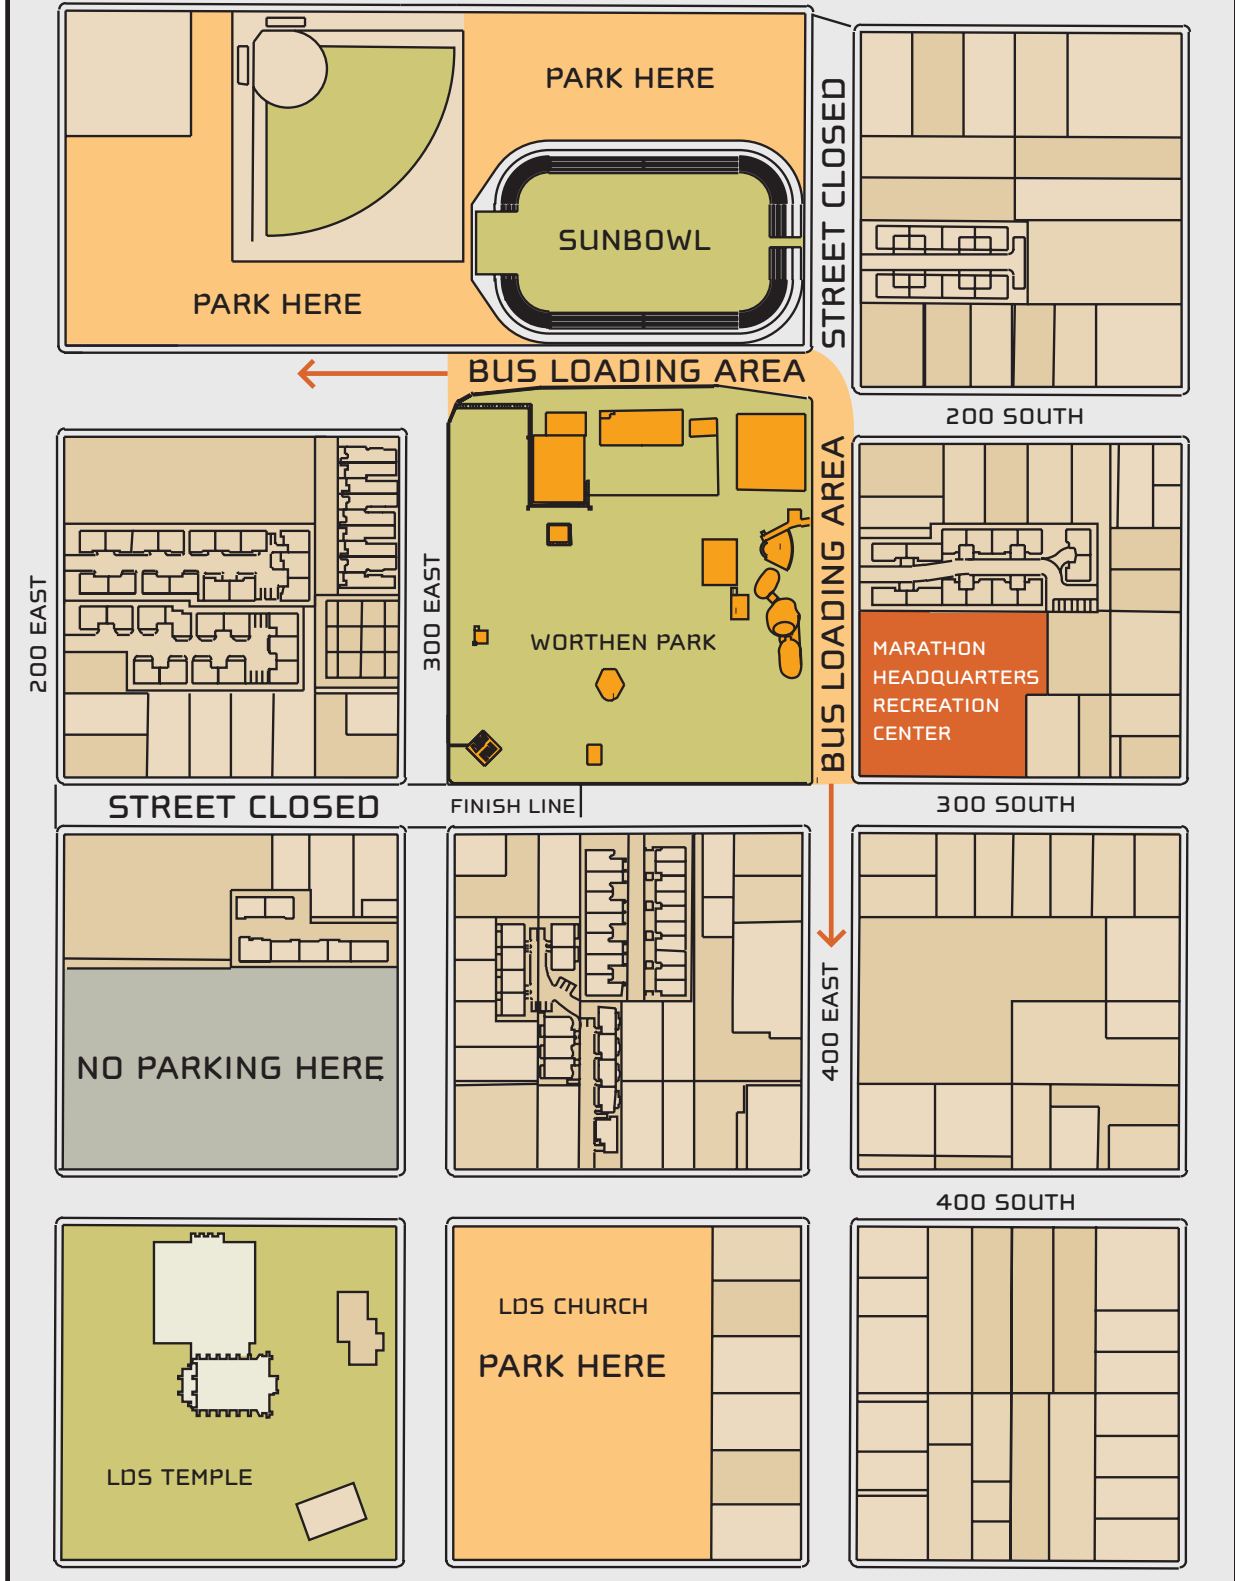 PARK HERE
STREET CLOSED
SUNBOWL
PARK HERE
BUS LOADING AREA
200 SOUTH
BUS LOADING AREA
200 EAST
300 EAST
WORTHEN PARK
MARATHON
HEADQUARTERS
RECREATION
CENTER
STREET CLOSED
FINISH LINE
300 SOUTH
400 EAST
NO PARKING HERE
400 SOUTH
LDS CHURCH
PARK HERE
LDS TEMPLE